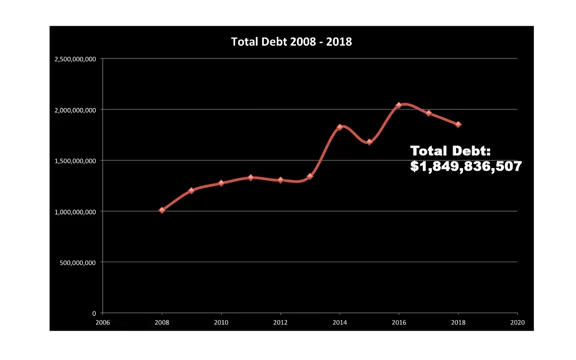 Total Debt 2008 - 2018
2,500,000,000
2,000,000,000
1,500,000,000
1,000,000,000
500,000,000
0
Total Debt:
$1,849,836,507
2006 2008 2010 2012 2014 2016 2018 2020